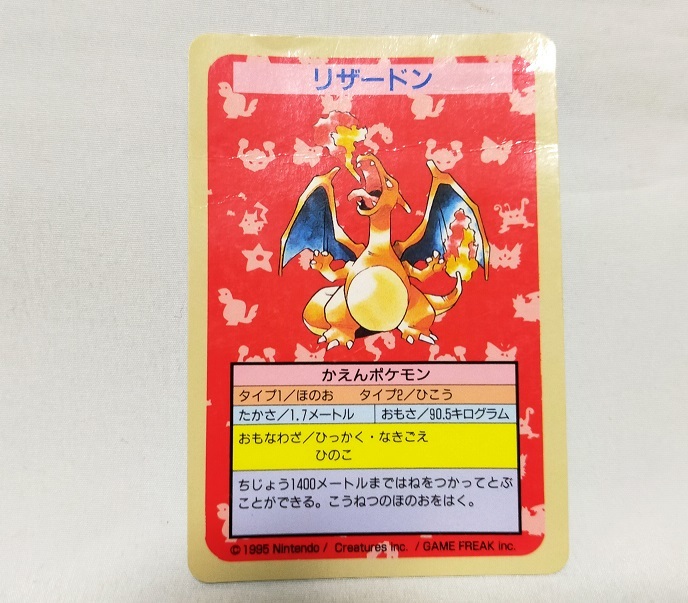 リザードン
かえんポケモン
タイプ1／ほのお　タイプ2／ひこう
たかさ／1.7メートル　おもさ／90.5キログラム
おもなわざ／ひっかく・なきごえ
ひのこ
ちじょう1400メートルまではねをつかってとぶ
ことができる。こうねつのほのおをはく。
©1995 Nintendo / Creatures inc. / GAME FREAK inc.